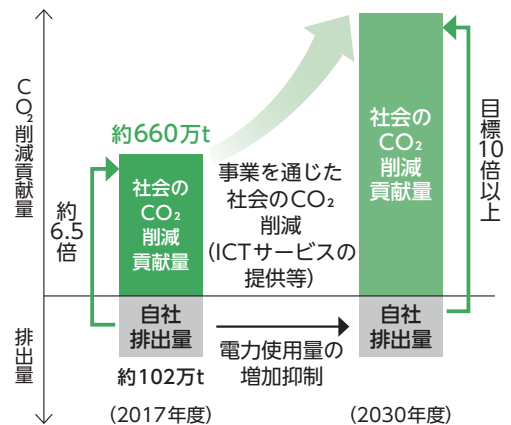 CO₂削減貢献量
排出量
約660万t
約
6.5
倍
社会の
CO₂
削減
貢献量
自社
排出量
約102万t
(2017年度)
事業を通じた
社会のCO₂
削減
(ICTサービスの
提供等)
電力使用量の
増加抑制
社会の
CO₂
削減
貢献量
自社
排出量
(2030年度)
目標10倍以上